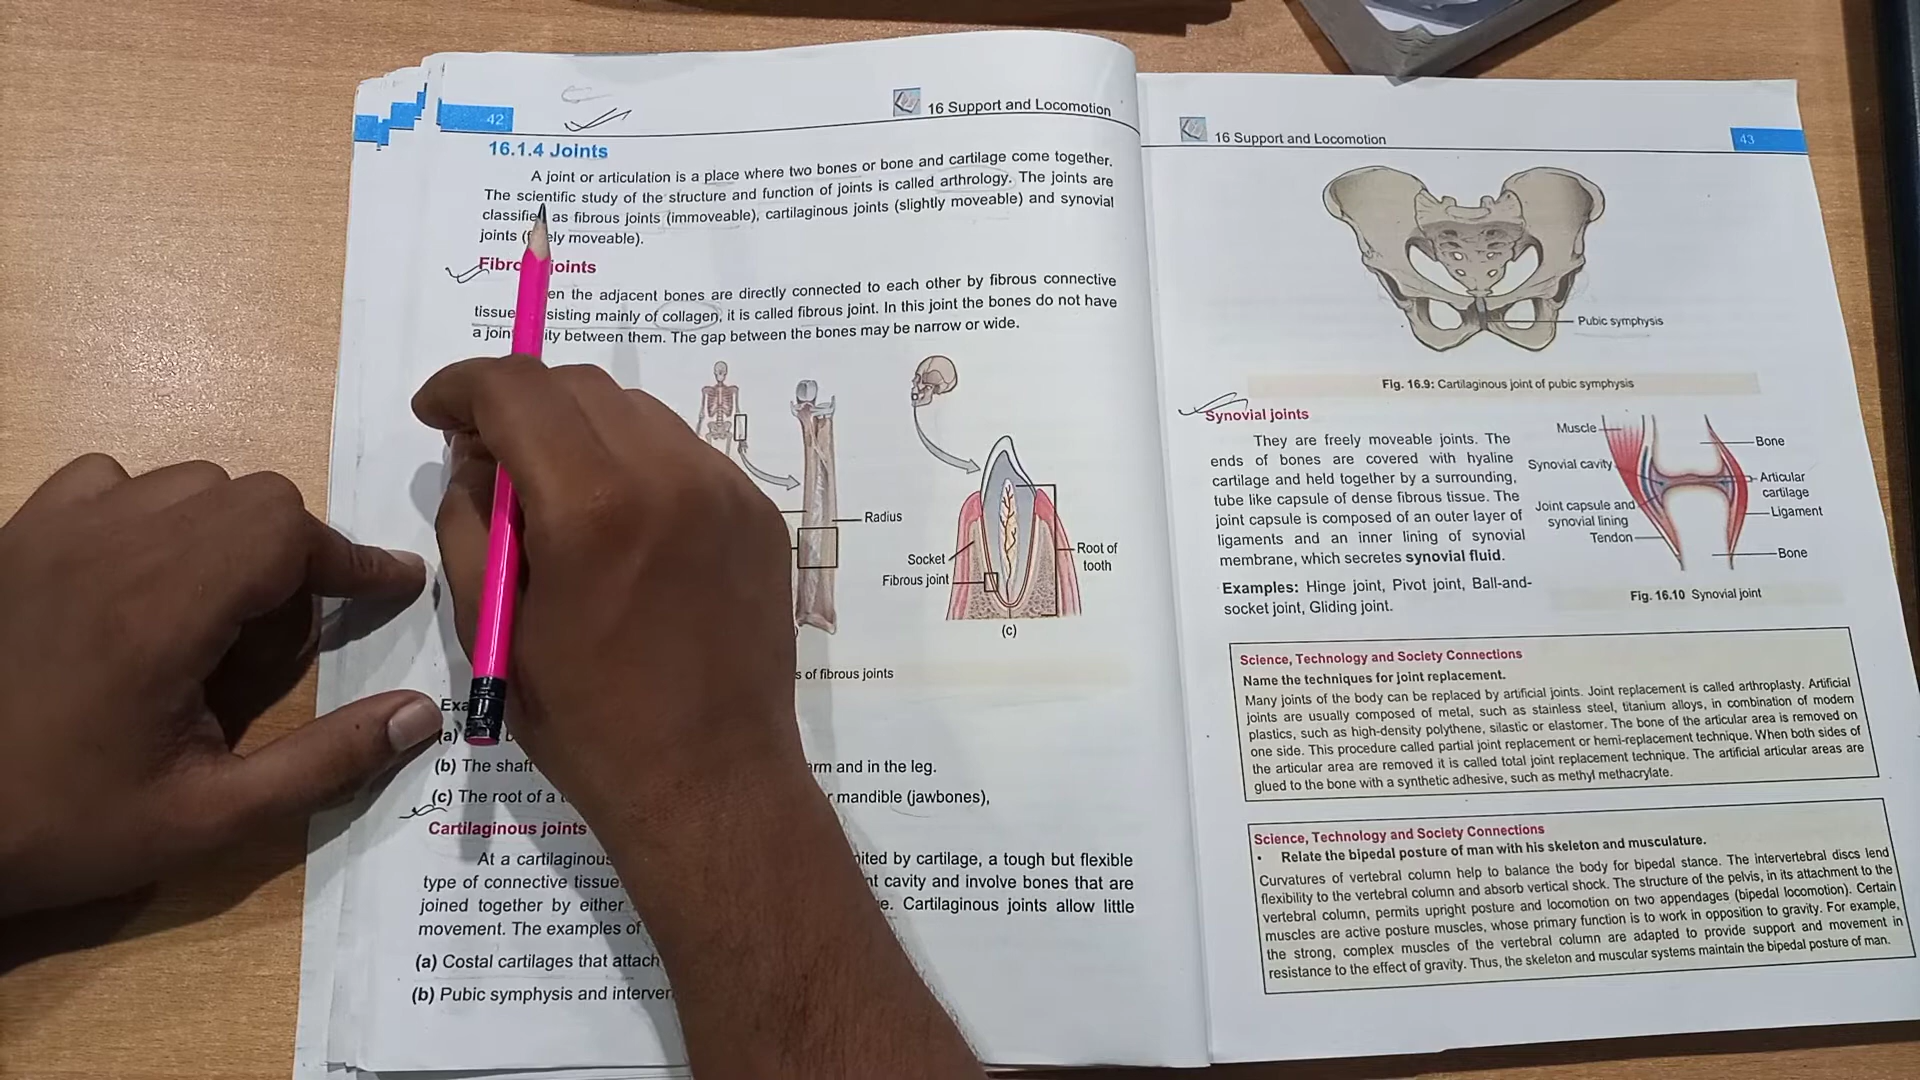 42
16 Support and Locomotion
16.1.4 Joints
A joint or articulation is a place where two bones or bone and cartilage come together.
The scientific study of the structure and function of joints is called arthrology. The joints are
as fibrous joints (immoveable), cartilaginous joints (slightly moveable) and synovial
joints moveable).
joints
the adjacent bones are directly connected to each other by fibrous connective
tissue mainly of collagen, it is called fibrous joint. In this joint the bones do not have
a between them. The gap between the bones may be narrow or wide.
Radius
Socket
Fibrous joint
Root of
tooth
(c)
s of fibrous joints
(a)
(b) The shaft rm and in the leg.
(c) The root of a mandible (jawbones),
Cartilaginous joints
At a cartilaginous by cartilage, a tough but flexible
type of connective tissue. cavity and involve bones that are
joined together by either Cartilaginous joints allow little
movement. The examples of
(a) Costal cartilages that attach
(b) Pubic symphysis and
16 Support and Locomotion
43
Pubic symphysis
Fig. 16.9: Cartilaginous joint of pubic symphysis
Synovial joints
They are freely moveable joints. The
ends of bones are covered with hyaline
cartilage and held together by a surrounding,
tube like capsule of dense fibrous tissue. The
joint capsule is composed of an outer layer of
ligaments and an inner lining of synovial
membrane, which secretes synovial fluid.
Examples: Hinge joint, Pivot joint, Ball-and-
socket joint, Gliding joint.
Muscle
Bone
Synovial cavity
Articular
cartilage
Joint capsule and
synovial lining
Ligament
Tendon
Bone
Fig. 16.10 Synovial joint
Science, Technology and Society Connections
Name the techniques for joint replacement.
Many joints of the body can be replaced by artificial joints. Joint replacement is called arthroplasty. Artificial
joints are usually composed of metal, such as stainless steel, titanium alloys, in combination of modern
plastics, such as high-density polythene, silastic or elastomer. The bone of the articular area is removed on
one side. This procedure called partial joint replacement or hemi-replacement technique. When both sides of
the articular area are removed it is called total joint replacement technique. The artificial articular areas are
glued to the bone with a synthetic adhesive, such as methyl methacrylate.
Science, Technology and Society Connections
• Relate the bipedal posture of man with his skeleton and musculature.
Curvatures of vertebral column help to balance the body for bipedal stance. The intervertebral discs lend
flexibility to the vertebral column and absorb vertical shock. The structure of the pelvis, in its attachment to the
vertebral column, permits upright posture and locomotion on two appendages (bipedal locomotion). Certain
muscles are active posture muscles, whose primary function is to work in opposition to gravity. For example,
the strong, complex muscles of the vertebral column are adapted to provide support and movement in
resistance to the effect of gravity. Thus, the skeleton and muscular systems maintain the bipedal posture of man.